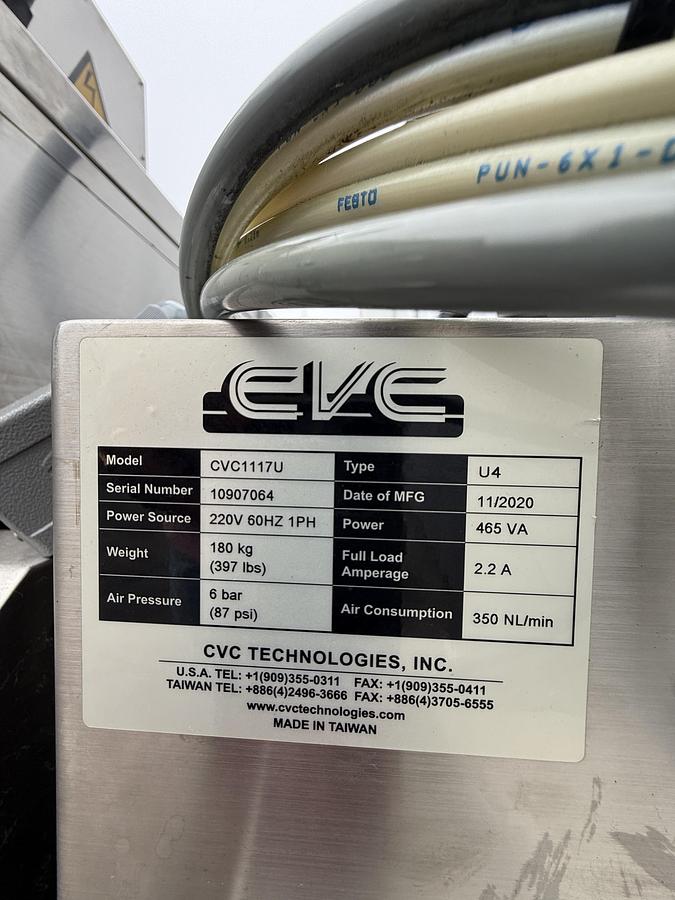 FESTO PUN-6X1-D
CVC
Model CVC1117U Type U4
Serial Number 10907064 Date of MFG 11/2020
Power Source 220V 60HZ 1PH Power 465 VA
Weight 180 kg (397 lbs) Full Load Amperage 2.2 A
Air Pressure 6 bar (87 psi) Air Consumption 350 NL/min
CVC TECHNOLOGIES, INC.
U.S.A. TEL: +1(909)355-0311 FAX: +1(909)355-0411
TAIWAN TEL: +886(4)2496-3666 FAX: +886(4)3705-6555
www.cvctechnologies.com
MADE IN TAIWAN